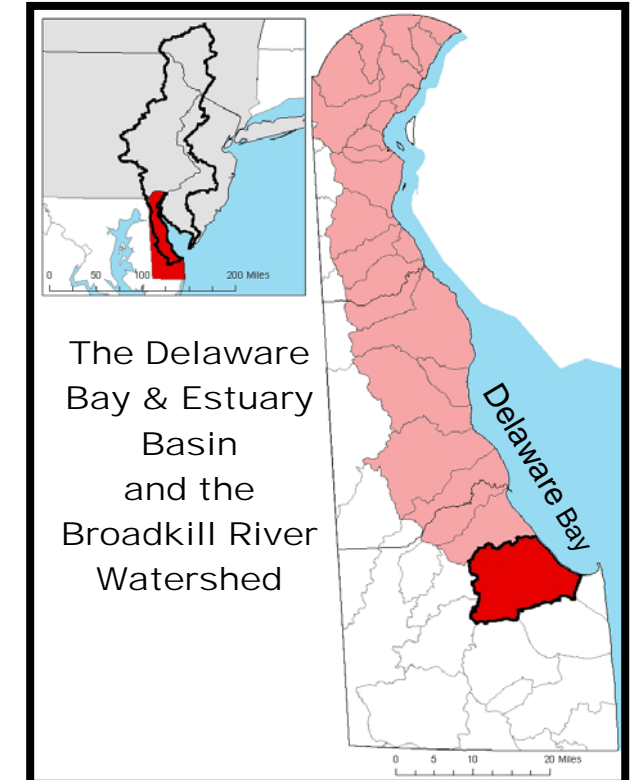 0 50 100 200 Miles
The Delaware
Bay & Estuary
Basin
and the
Broadkill River
Watershed
Delaware Bay
0 5 10 20 Miles